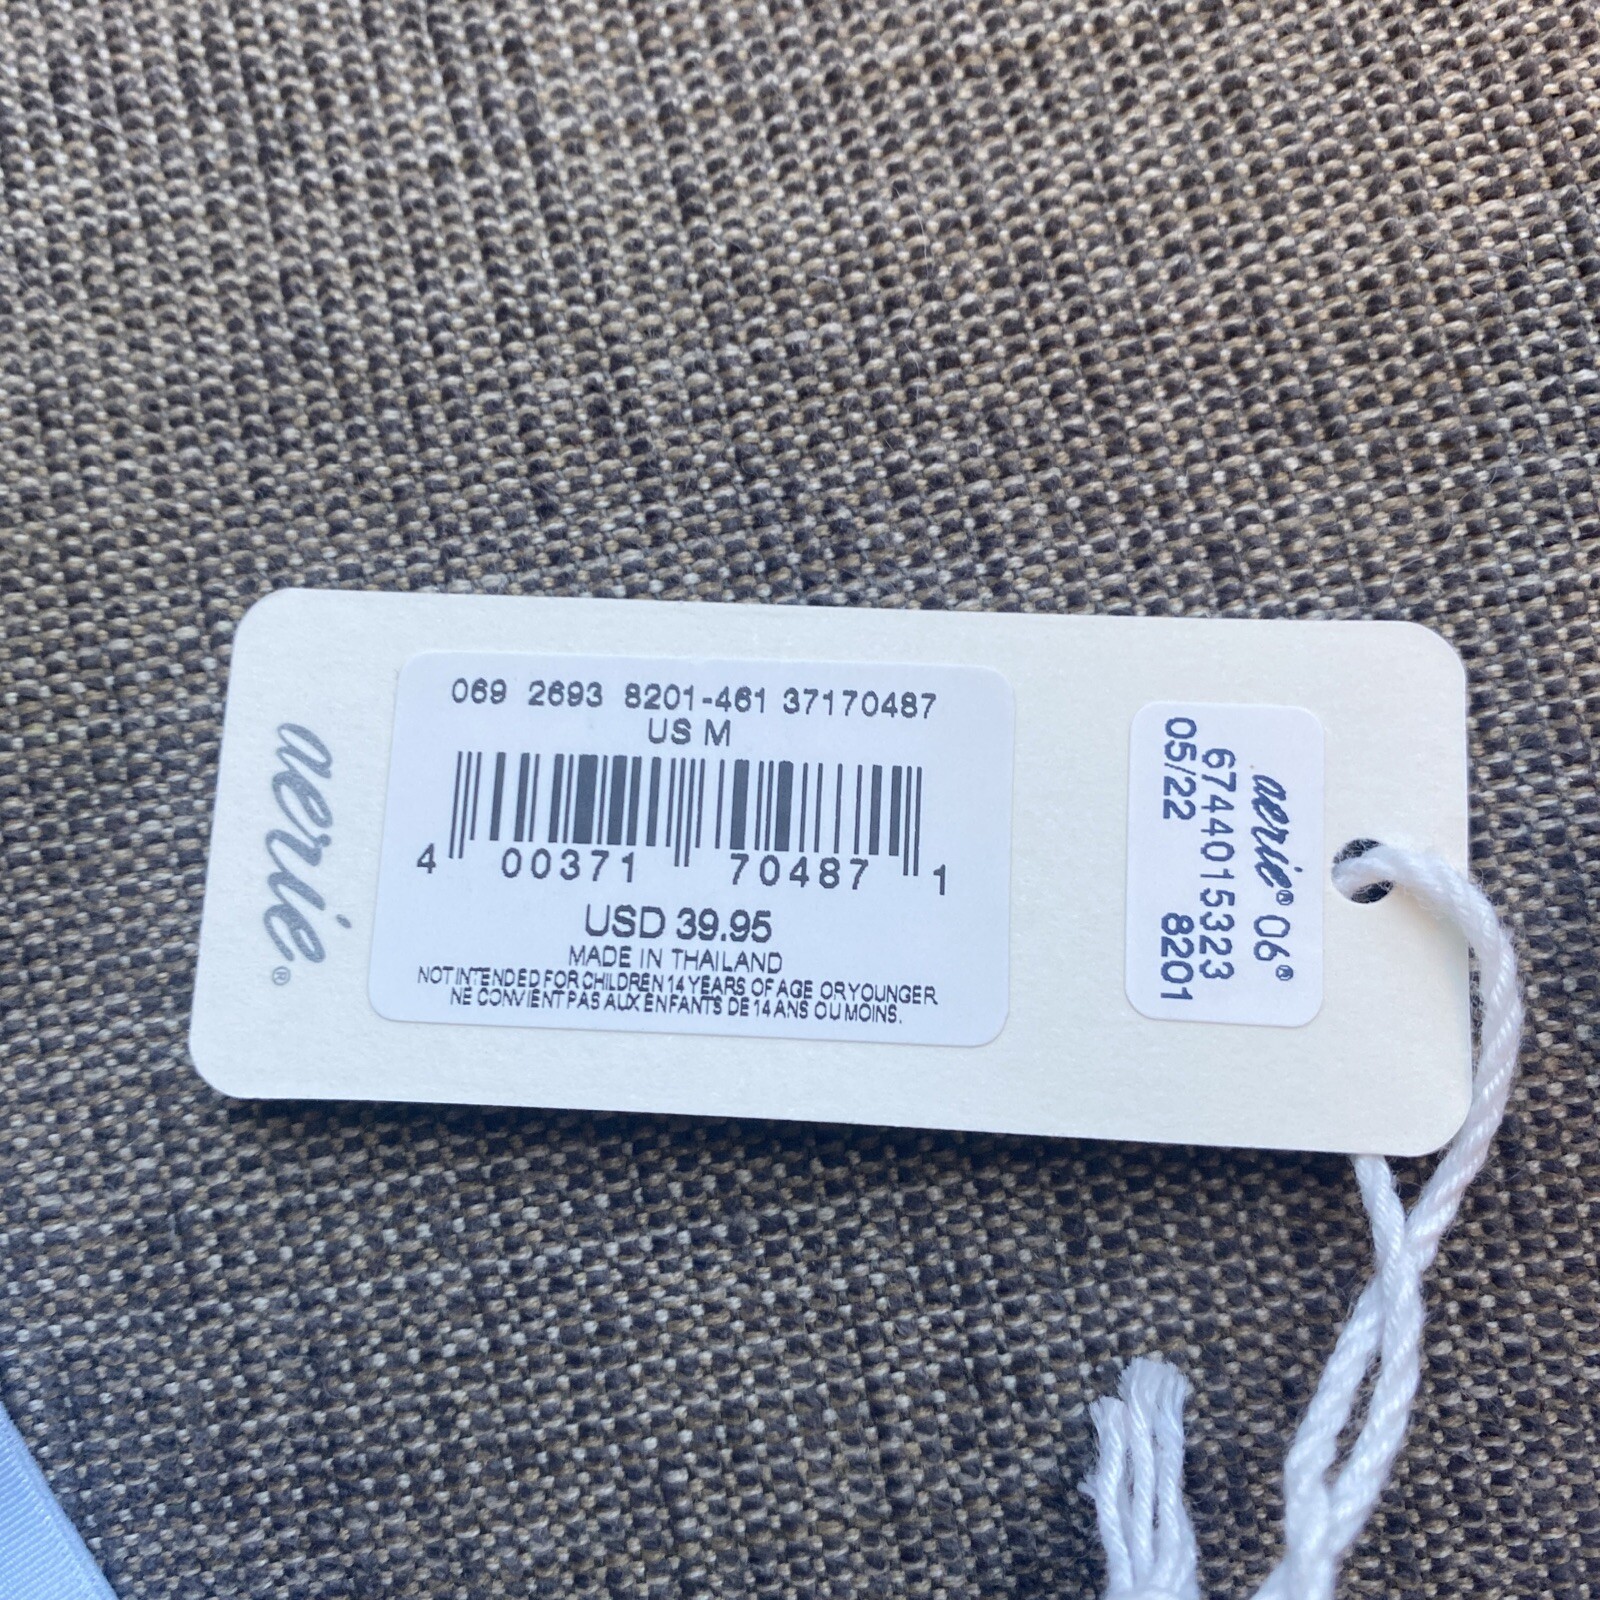 aerie®
069 2693 8201-461 37170487
US M
4 00371 70487 1
USD 39.95
MADE IN THAILAND
NOT INTENDED FOR CHILDREN 14 YEARS OF AGE OR YOUNGER
NE CONVIENT PAS AUX ENFANTS DE 14 ANS OU MOINS.
aerie® 06®
674401 5323
05/22 8201